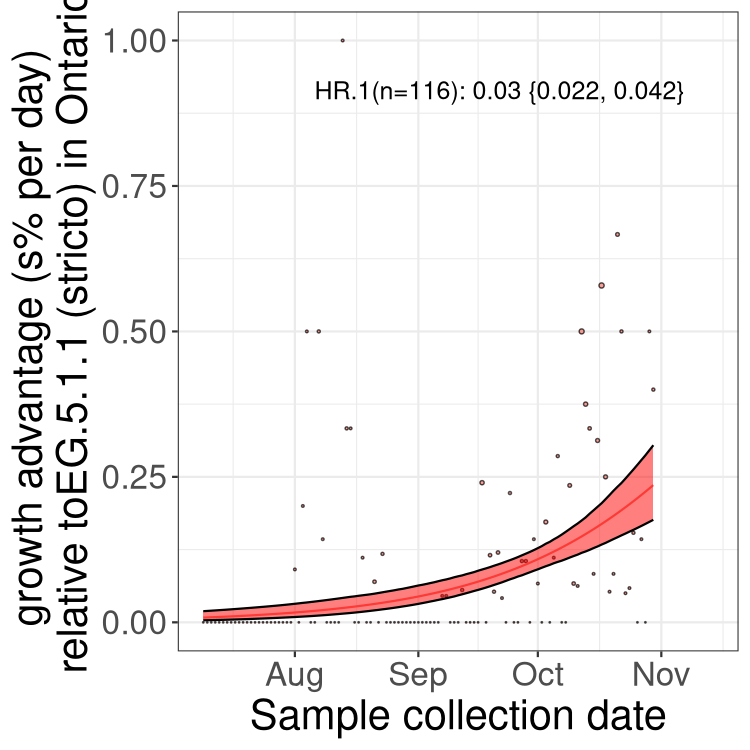 growth advantage (s% per day)
relative toEG.5.1.1 (stricto) in Ontario
1.00
0.75
0.50
0.25
0.00
HR.1(n=116): 0.03 {0.022, 0.042}
Aug Sep Oct Nov
Sample collection date